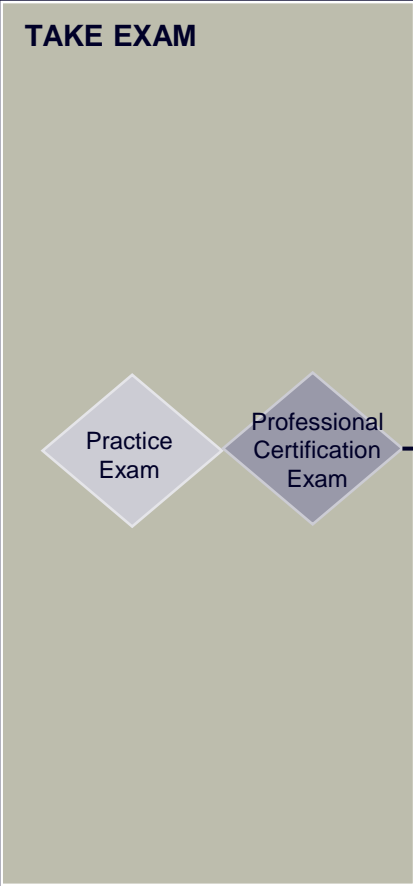 TAKE EXAM
Practice
Exam
Professional
Certification
Exam